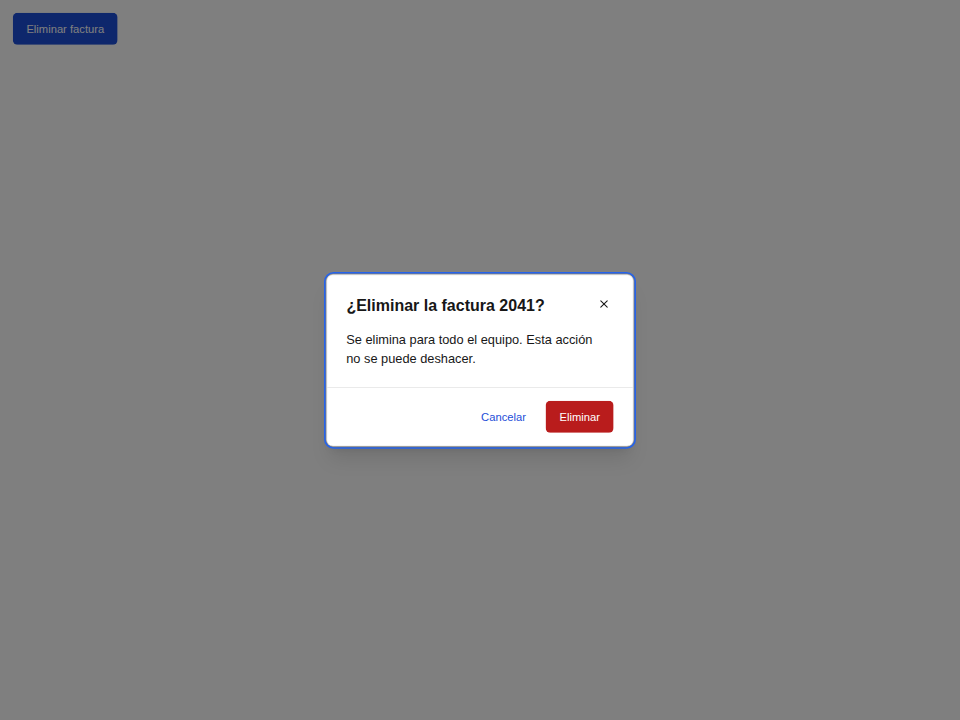 Eliminar factura
¿Eliminar la factura 2041?
Se elimina para todo el equipo. Esta acción
no se puede deshacer.
Cancelar
Eliminar